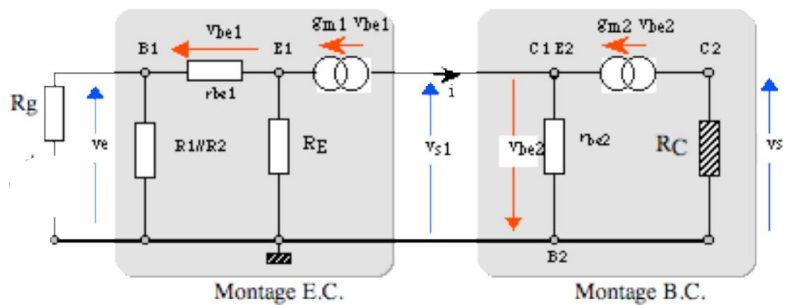 vbe1
gm1 vbe1
gm2 vbe2
B1
E1
C1 E2
C2
rbe1
i
Rg
ve
R1//R2
RE
vs1
vbe2
rbe2
RC
vs
B2
Montage E.C.
Montage B.C.